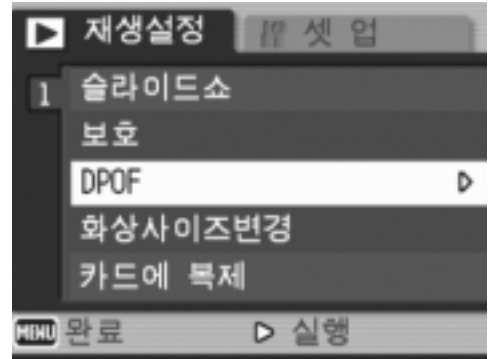 재생설정 셋 업
1 슬라이드쇼
보호
DPOF
화상사이즈변경
카드에 복제
MENU 완료 실행